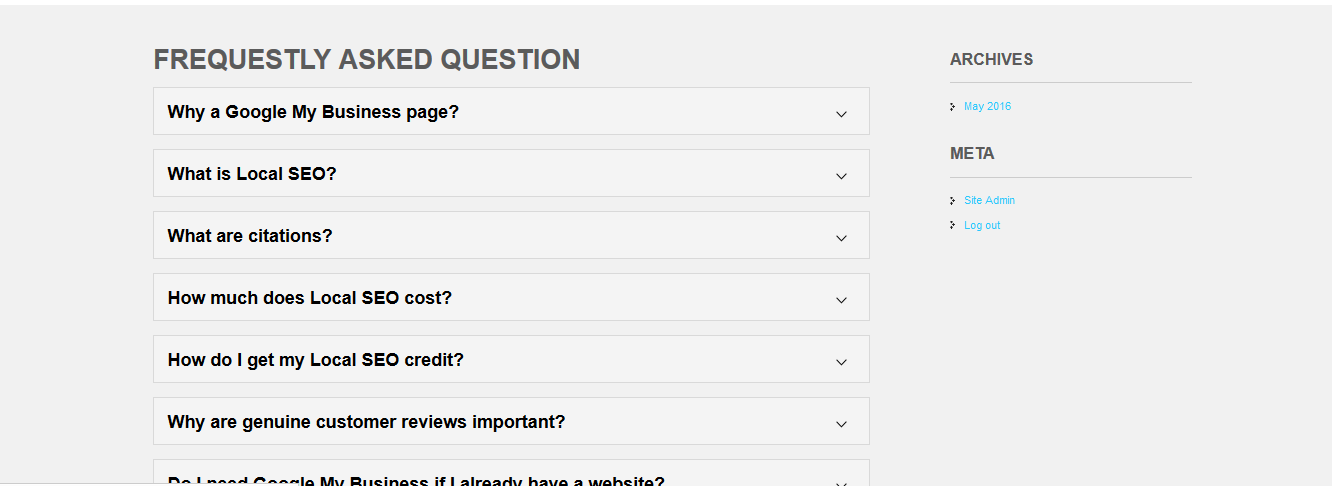 FREQUESTLY ASKED QUESTION
Why a Google My Business page?
What is Local SEO?
What are citations?
How much does Local SEO cost?
How do I get my Local SEO credit?
Why are genuine customer reviews important?
Do I need Google My Business if I already have a website?
ARCHIVES
May 2016
META
Site Admin
Log out